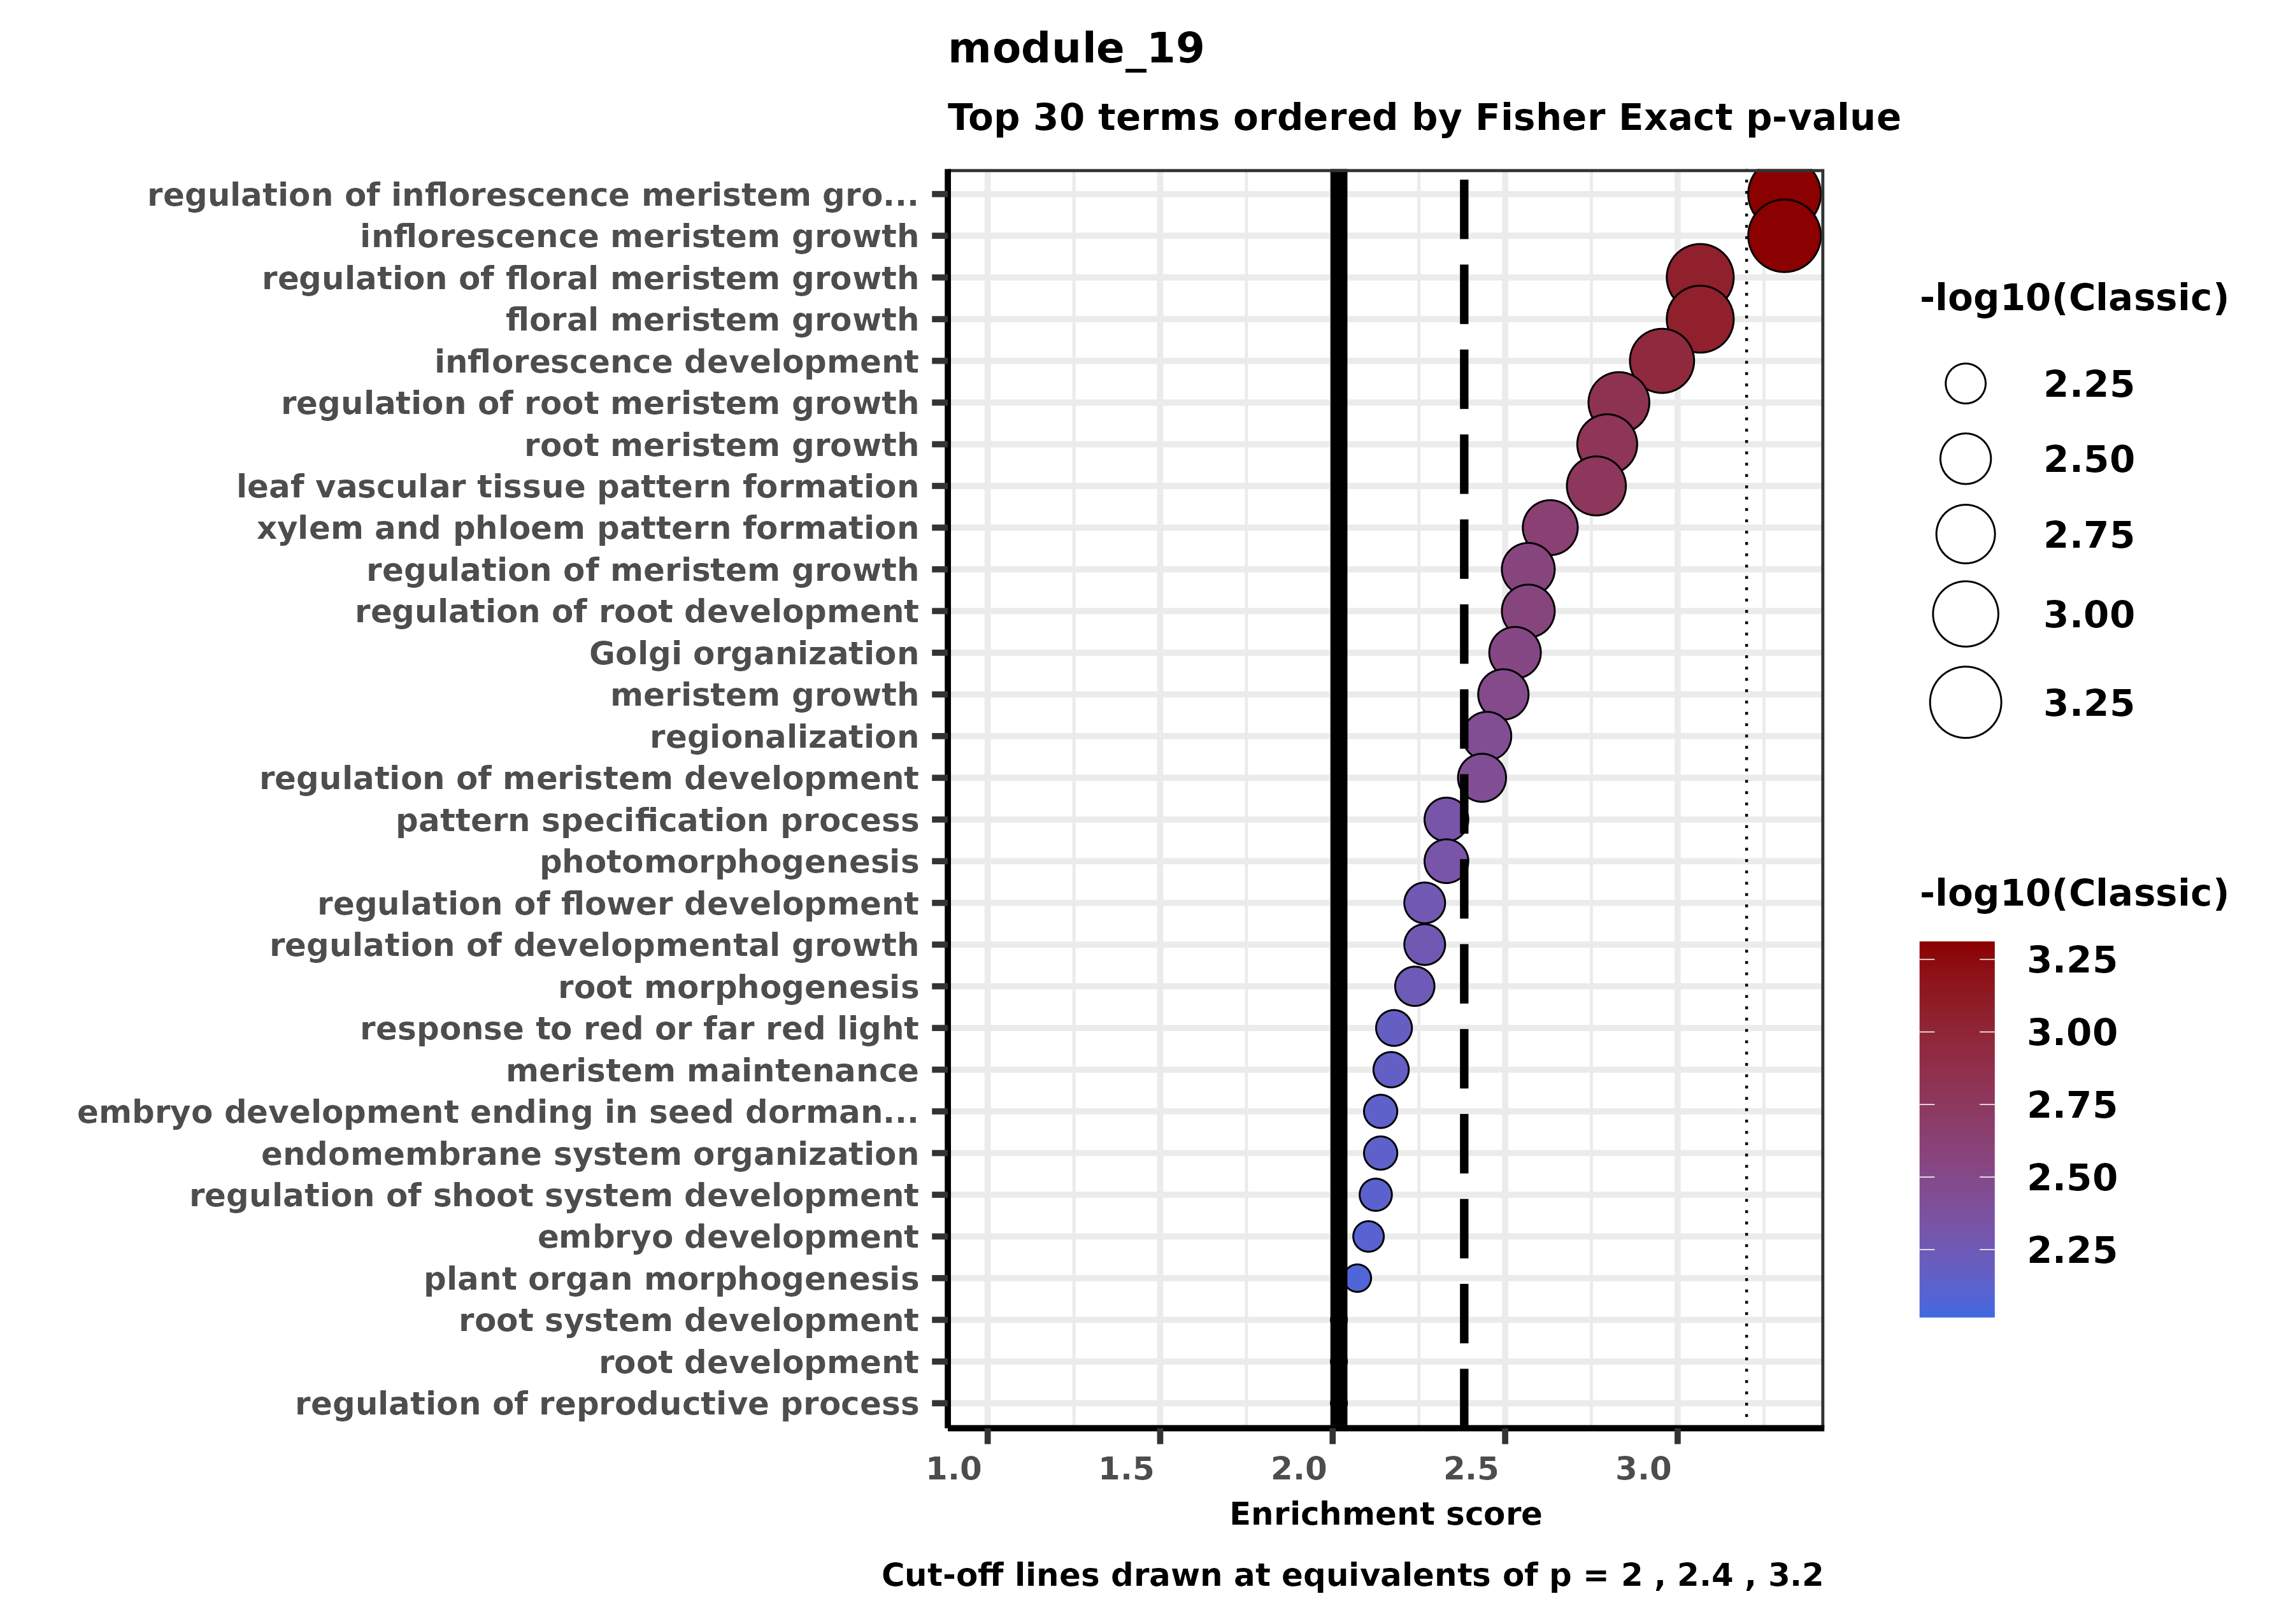 module_19
Top 30 terms ordered by Fisher Exact p-value
regulation of inflorescence meristem gro...
inflorescence meristem growth
regulation of floral meristem growth
floral meristem growth
inflorescence development
regulation of root meristem growth
root meristem growth
leaf vascular tissue pattern formation
xylem and phloem pattern formation
regulation of meristem growth
regulation of root development
Golgi organization
meristem growth
regionalization
regulation of meristem development
pattern specification process
photomorphogenesis
regulation of flower development
regulation of developmental growth
root morphogenesis
response to red or far red light
meristem maintenance
embryo development ending in seed dorman...
endomembrane system organization
regulation of shoot system development
embryo development
plant organ morphogenesis
root system development
root development
regulation of reproductive process
1.0 1.5 2.0 2.5 3.0
Enrichment score
Cut-off lines drawn at equivalents of p = 2 , 2.4 , 3.2
-log10(Classic)
2.25
2.50
2.75
3.00
3.25
-log10(Classic)
3.25
3.00
2.75
2.50
2.25